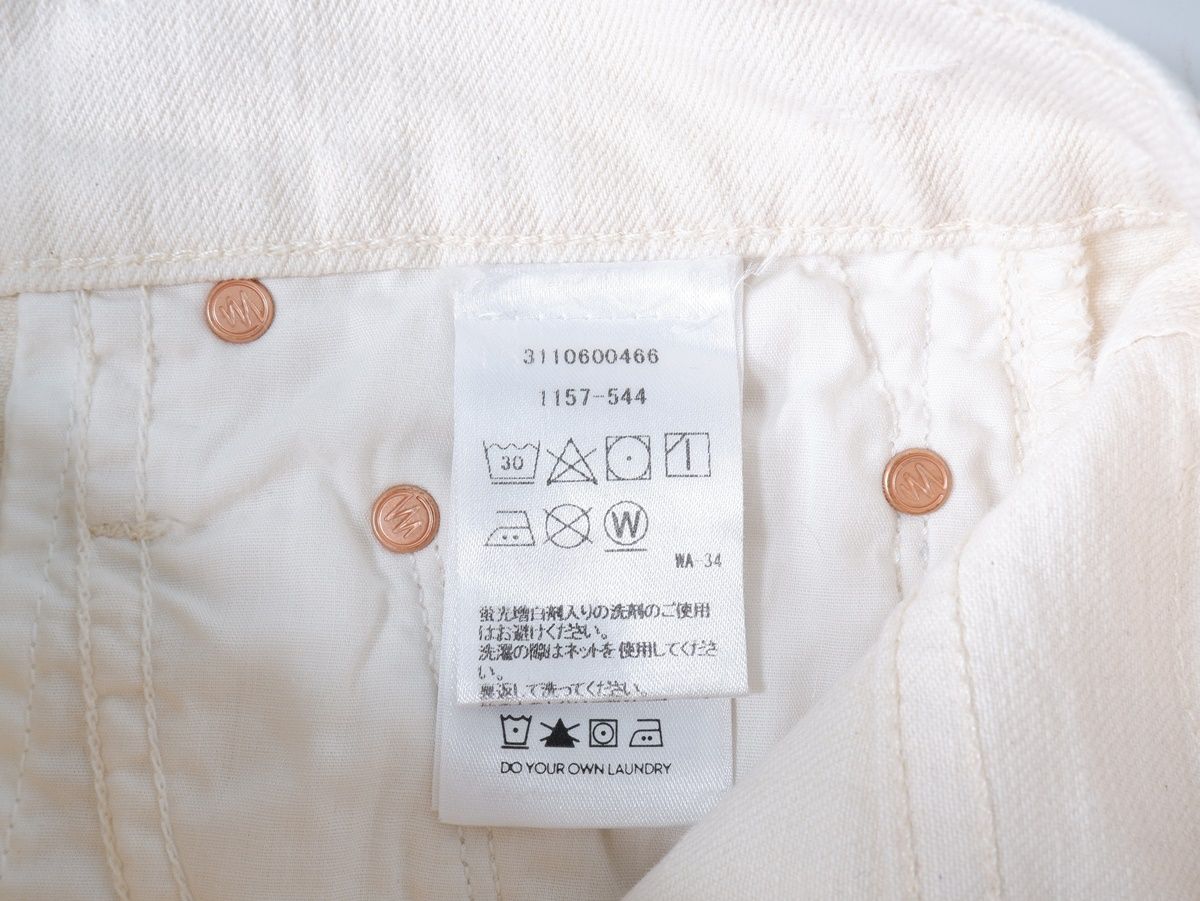 3110600466
1157-544
30
W
WA 34
蛍光増白剤入りの洗剤のご使用
はお避けください。
洗濯の際はネットを使用してくださ
い。
裏返して洗ってください。
DO YOUR OWN LAUNDRY